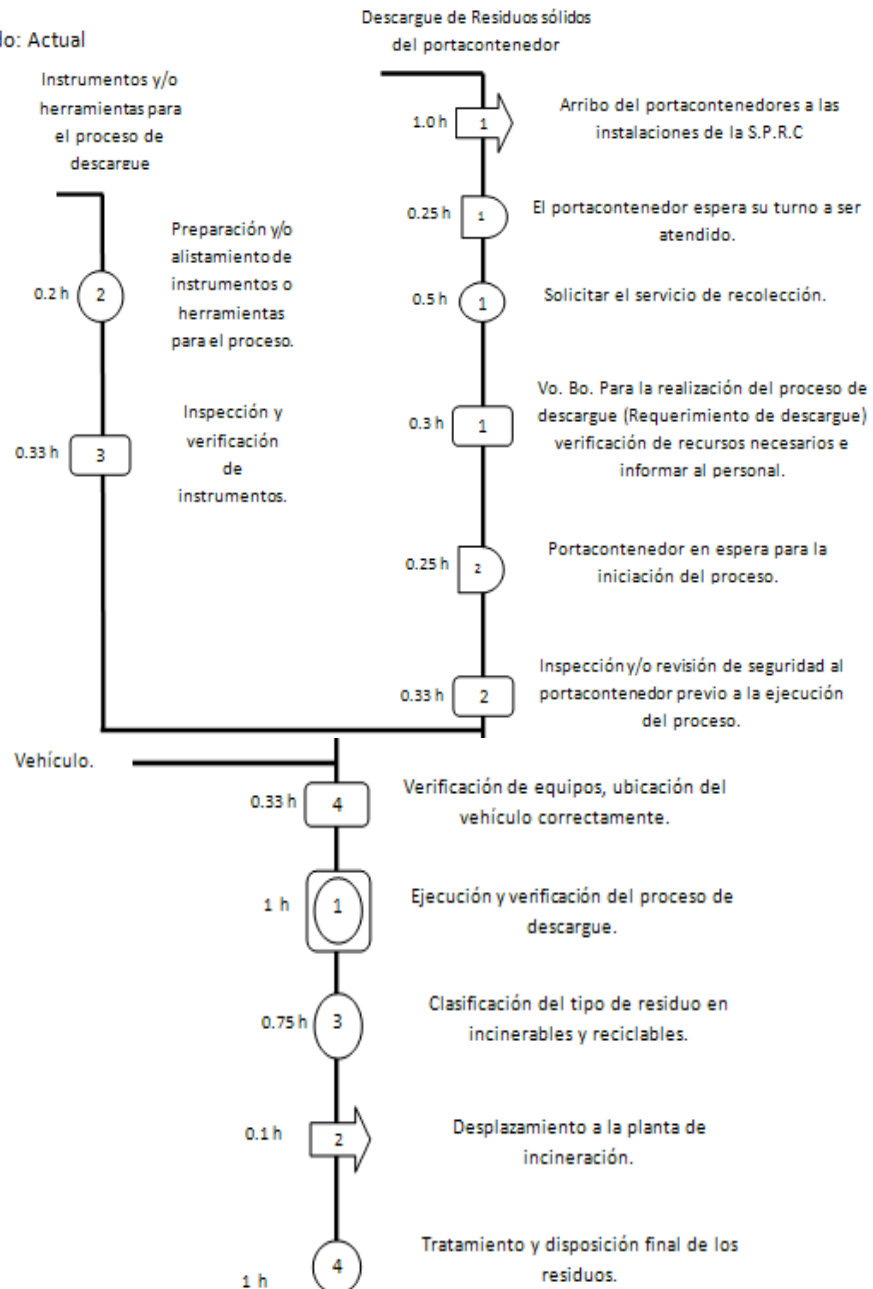 do: Actual
Descargue de Residuos sólidos
del portacontenedor
Instrumentos y/o
herramientas para
el proceso de
descargue
1.0 h
1
Arribo del portacontenedores a las
instalaciones de la S.P.R.C
0.25 h
1
El portacontenedor espera su turno a ser
atendido.
Preparación y/o
alistamiento de
instrumentos o
herramientas
para el proceso.
0.2 h
2
0.5 h
1
Solicitar el servicio de recolección.
0.3 h
1
Vo. Bo. Para la realización del proceso de
descargue (Requerimiento de descargue)
verificación de recursos necesarios e
informar al personal.
0.33 h
3
Inspección y
verificación
de
instrumentos.
0.25 h
2
Portacontenedor en espera para la
iniciación del proceso.
0.33 h
2
Inspección y/o revisión de seguridad al
portacontenedor previo a la ejecución
del proceso.
Vehículo.
0.33 h
4
Verificación de equipos, ubicación del
vehículo correctamente.
1 h
1
Ejecución y verificación del proceso de
descargue.
0.75 h
3
Clasificación del tipo de residuo en
incinerables y reciclables.
0.1 h
2
Desplazamiento a la planta de
incineración.
1 h
4
Tratamiento y disposición final de los
residuos.